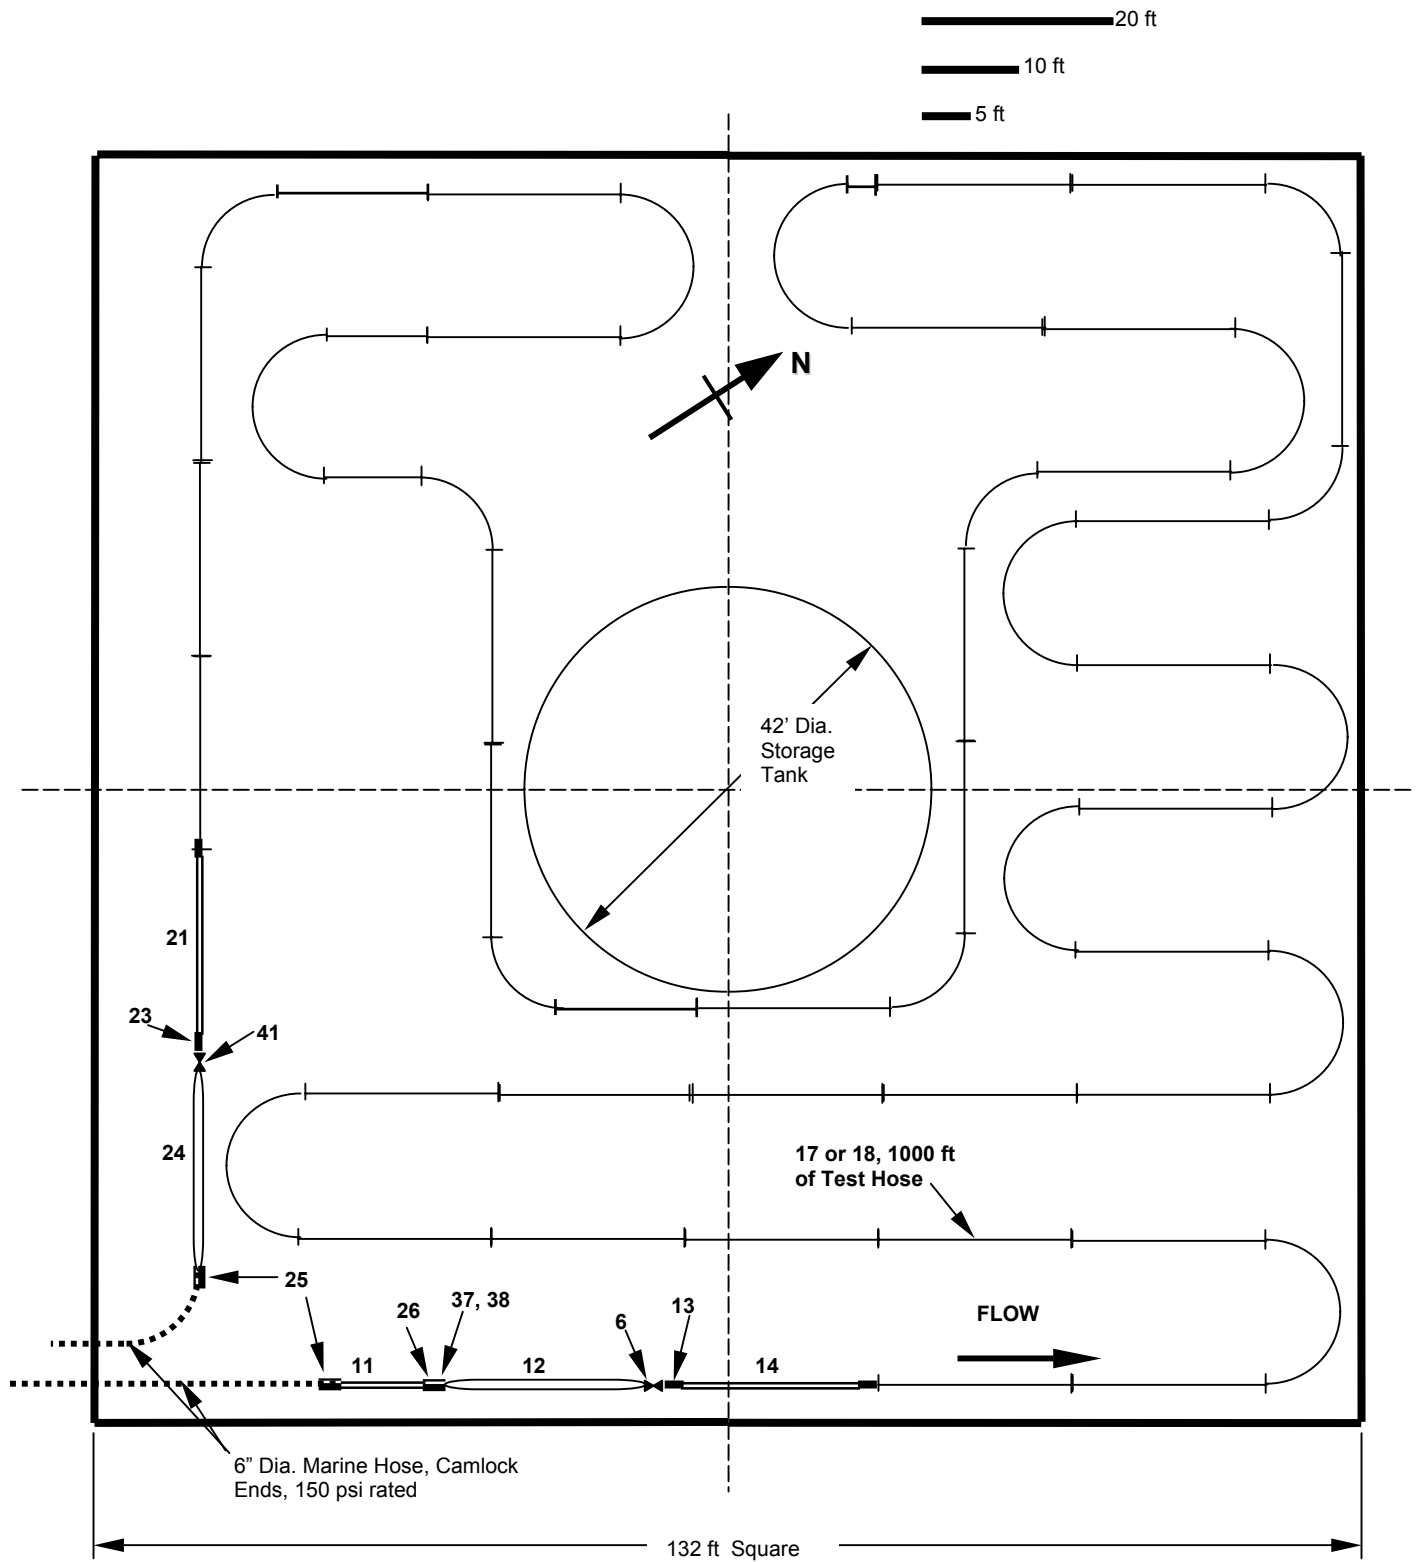 20 ft
10 ft
5 ft
N
42’ Dia.
Storage
Tank
21
23
41
24
17 or 18, 1000 ft
of Test Hose
25
26
37, 38
6
13
FLOW
11
12
14
6” Dia. Marine Hose, Camlock
Ends, 150 psi rated
132 ft Square